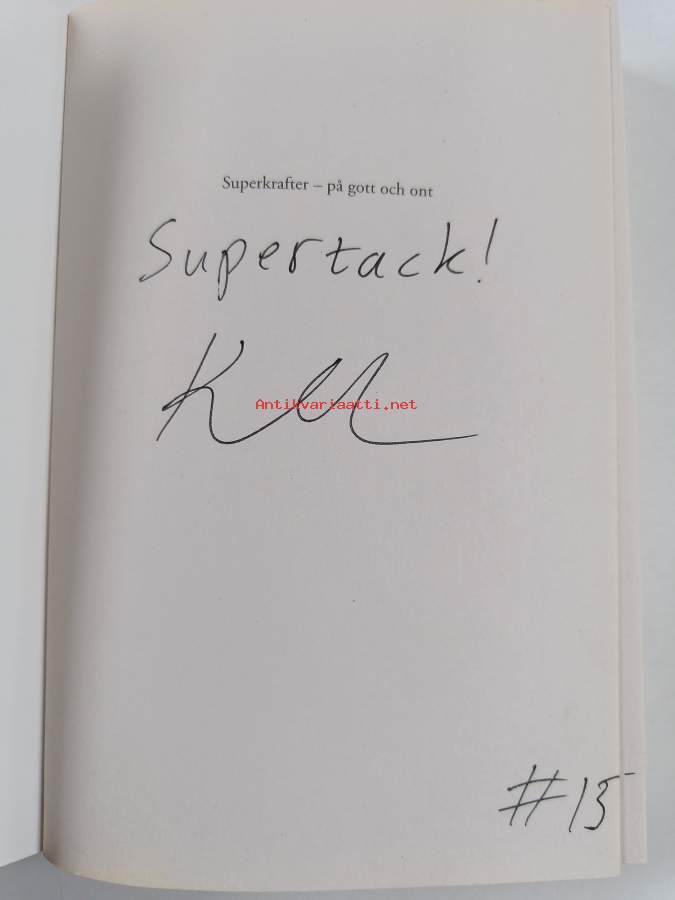 Superkrafter – på gott och ont
Supertack!
Antikvariaatti.net
#15